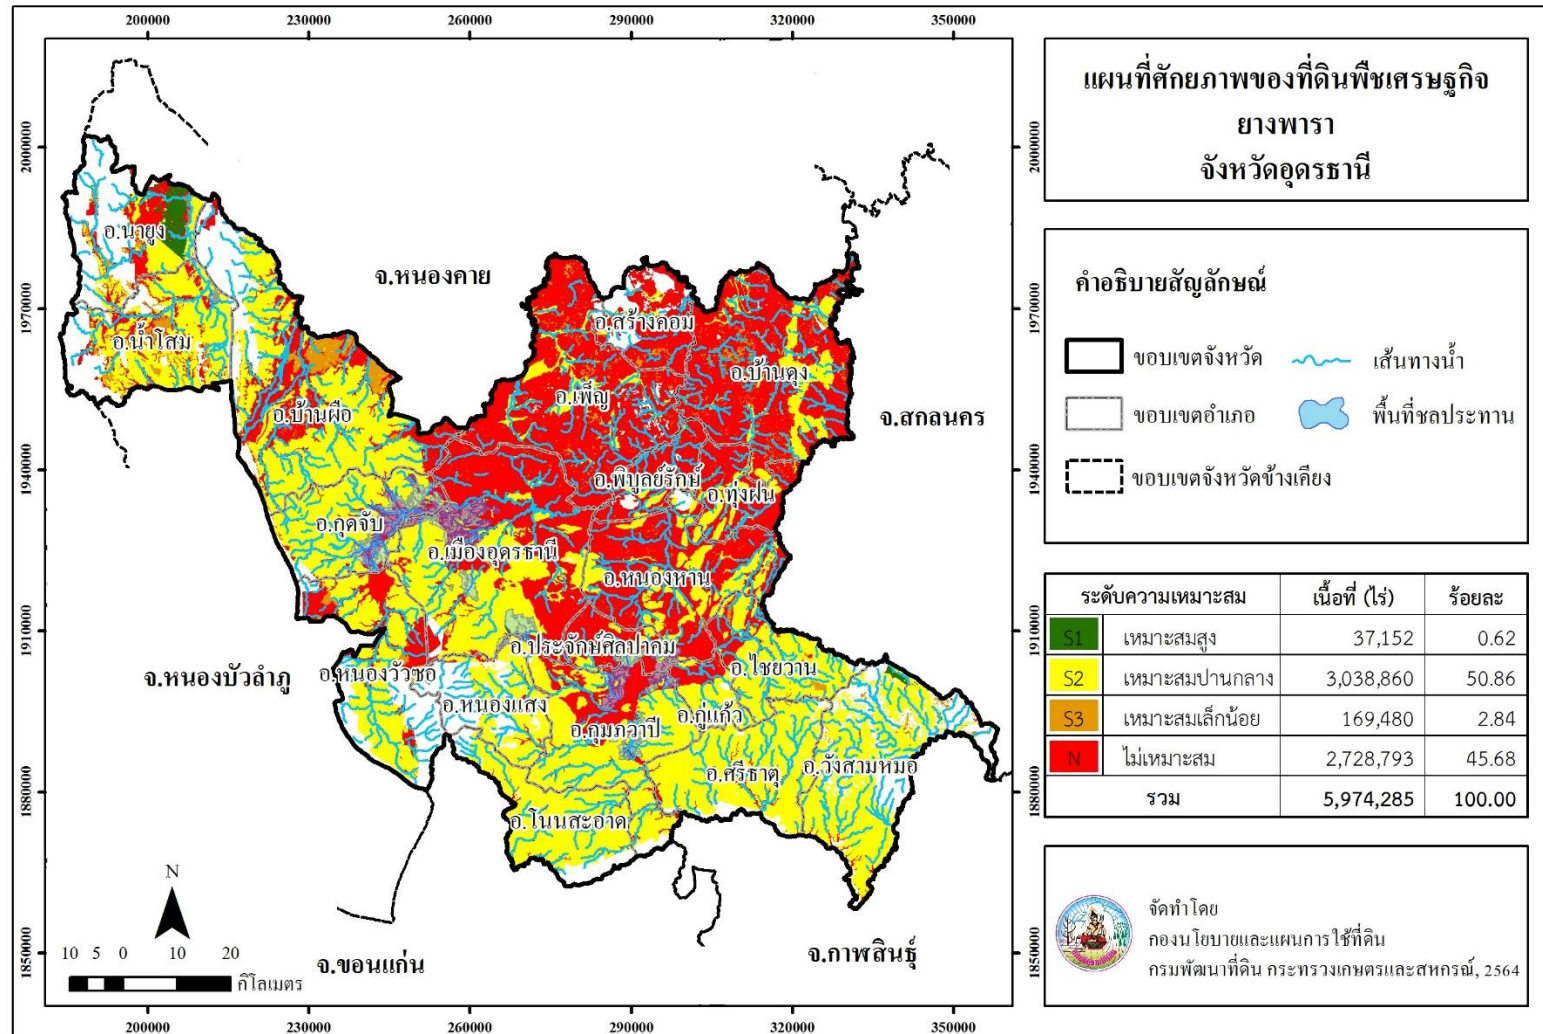 200000 230000 260000 290000 320000 350000
แผนที่ศักยภาพของที่ดินพืชเศรษฐกิจ
ยางพารา
จังหวัดอุดรธานี
2000000
1970000
1940000
1910000
1880000
1850000
2000000
1970000
1940000
1910000
1880000
1850000
อ.นายูง
อ.น้ำโสม
จ.หนองคาย
อ.สร้างคอม
อ.บ้านดุง
อ.เพ็ญ
อ.บ้านผือ
จ.สกลนคร
อ.พิบูลย์รักษ์
อ.ทุ่งฝน
อ.กุดจับ
อ.เมืองอุดรธานี
อ.หนองหาน
อ.ประจักษ์ศิลปาคม
อ.ไชยวาน
จ.หนองบัวลำภู
อ.หนองวัวซอ
อ.หนองแสง
อ.กู่แก้ว
อ.กุมภวาปี
อ.ศรีธาตุ
อ.วังสามหมอ
อ.โนนสะอาด
จ.ขอนแก่น
จ.กาฬสินธุ์
N
10 5 0 10 20
กิโลเมตร
200000 230000 260000 290000 320000 350000
คำอธิบายสัญลักษณ์
ขอบเขตจังหวัด เส้นทางน้ำ
ขอบเขตอำเภอ พื้นที่ชลประทาน
ขอบเขตจังหวัดข้างเคียง
ระดับความเหมาะสม เนื้อที่ (ไร่) ร้อยละ
S1 เหมาะสมสูง 37,152 0.62
S2 เหมาะสมปานกลาง 3,038,860 50.86
S3 เหมาะสมเล็กน้อย 169,480 2.84
N ไม่เหมาะสม 2,728,793 45.68
รวม 5,974,285 100.00
จัดทำโดย
กองนโยบายและแผนการใช้ที่ดิน
กรมพัฒนาที่ดิน กระทรวงเกษตรและสหกรณ์, 2564